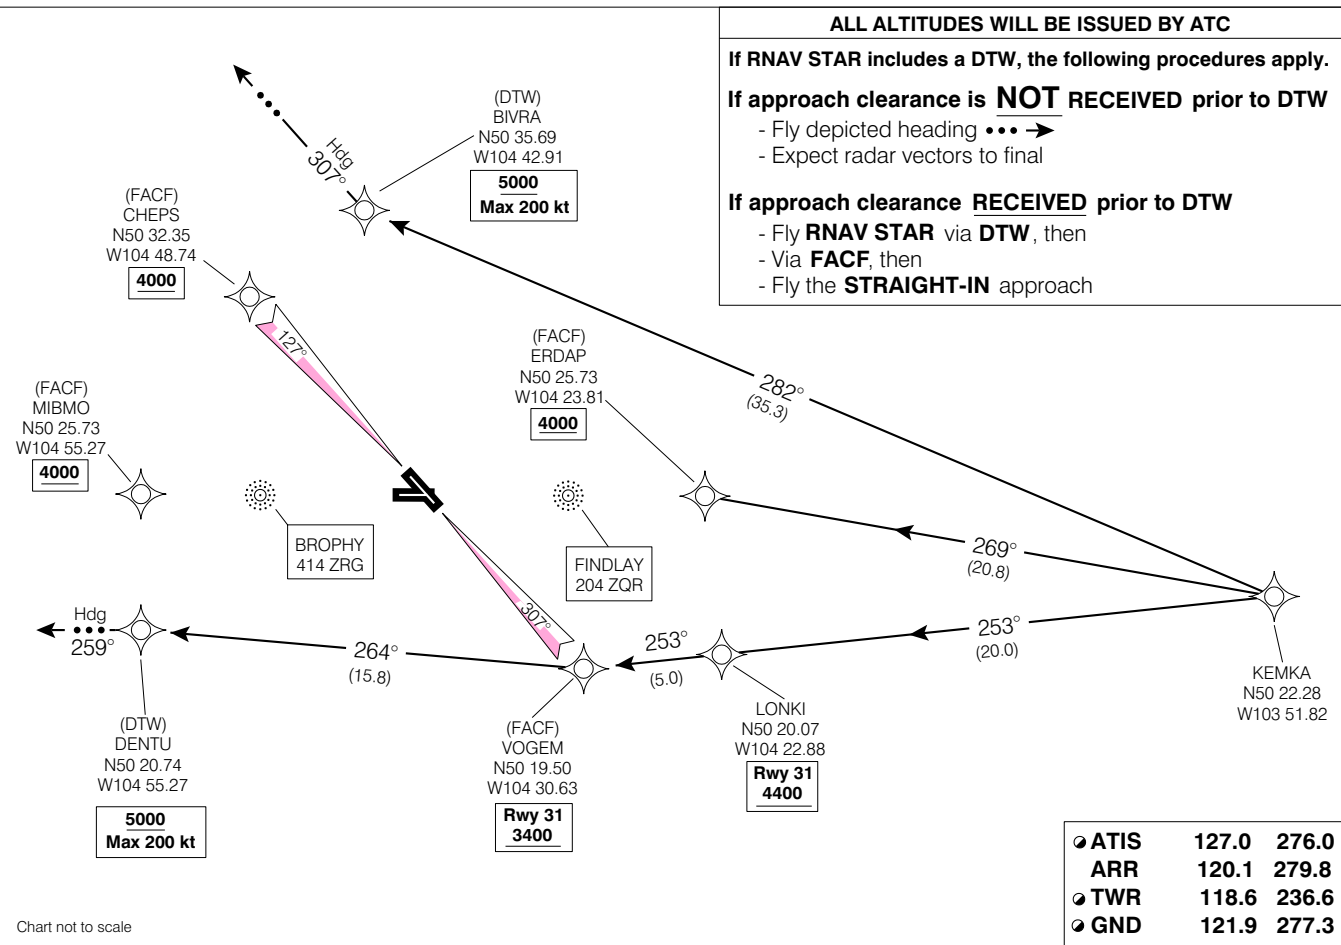 ALL ALTITUDES WILL BE ISSUED BY ATC
If RNAV STAR includes a DTW, the following procedures apply.
If approach clearance is NOT RECEIVED prior to DTW
- Fly depicted heading
- Expect radar vectors to final
If approach clearance RECEIVED prior to DTW
- Fly RNAV STAR via DTW, then
- Via FACF, then
- Fly the STRAIGHT-IN approach
(DTW)
BIVRA
N50 35.69
W104 42.91
5000
Max 200 kt
Hdg
307°
(FACF)
CHEPS
N50 32.35
W104 48.74
4000
127°
(FACF)
ERDAP
N50 25.73
W104 23.81
4000
282°
(35.3)
(FACF)
MIBMO
N50 25.73
W104 55.27
4000
BROPHY
414 ZRG
FINDLAY
204 ZQR
269°
(20.8)
307°
Hdg
259°
264°
(15.8)
253°
(5.0)
253°
(20.0)
KEMKA
N50 22.28
W103 51.82
(DTW)
DENTU
N50 20.74
W104 55.27
5000
Max 200 kt
(FACF)
VOGEM
N50 19.50
W104 30.63
Rwy 31
3400
LONKI
N50 20.07
W104 22.88
Rwy 31
4400
ATIS 127.0 276.0
ARR 120.1 279.8
TWR 118.6 236.6
GND 121.9 277.3
Chart not to scale